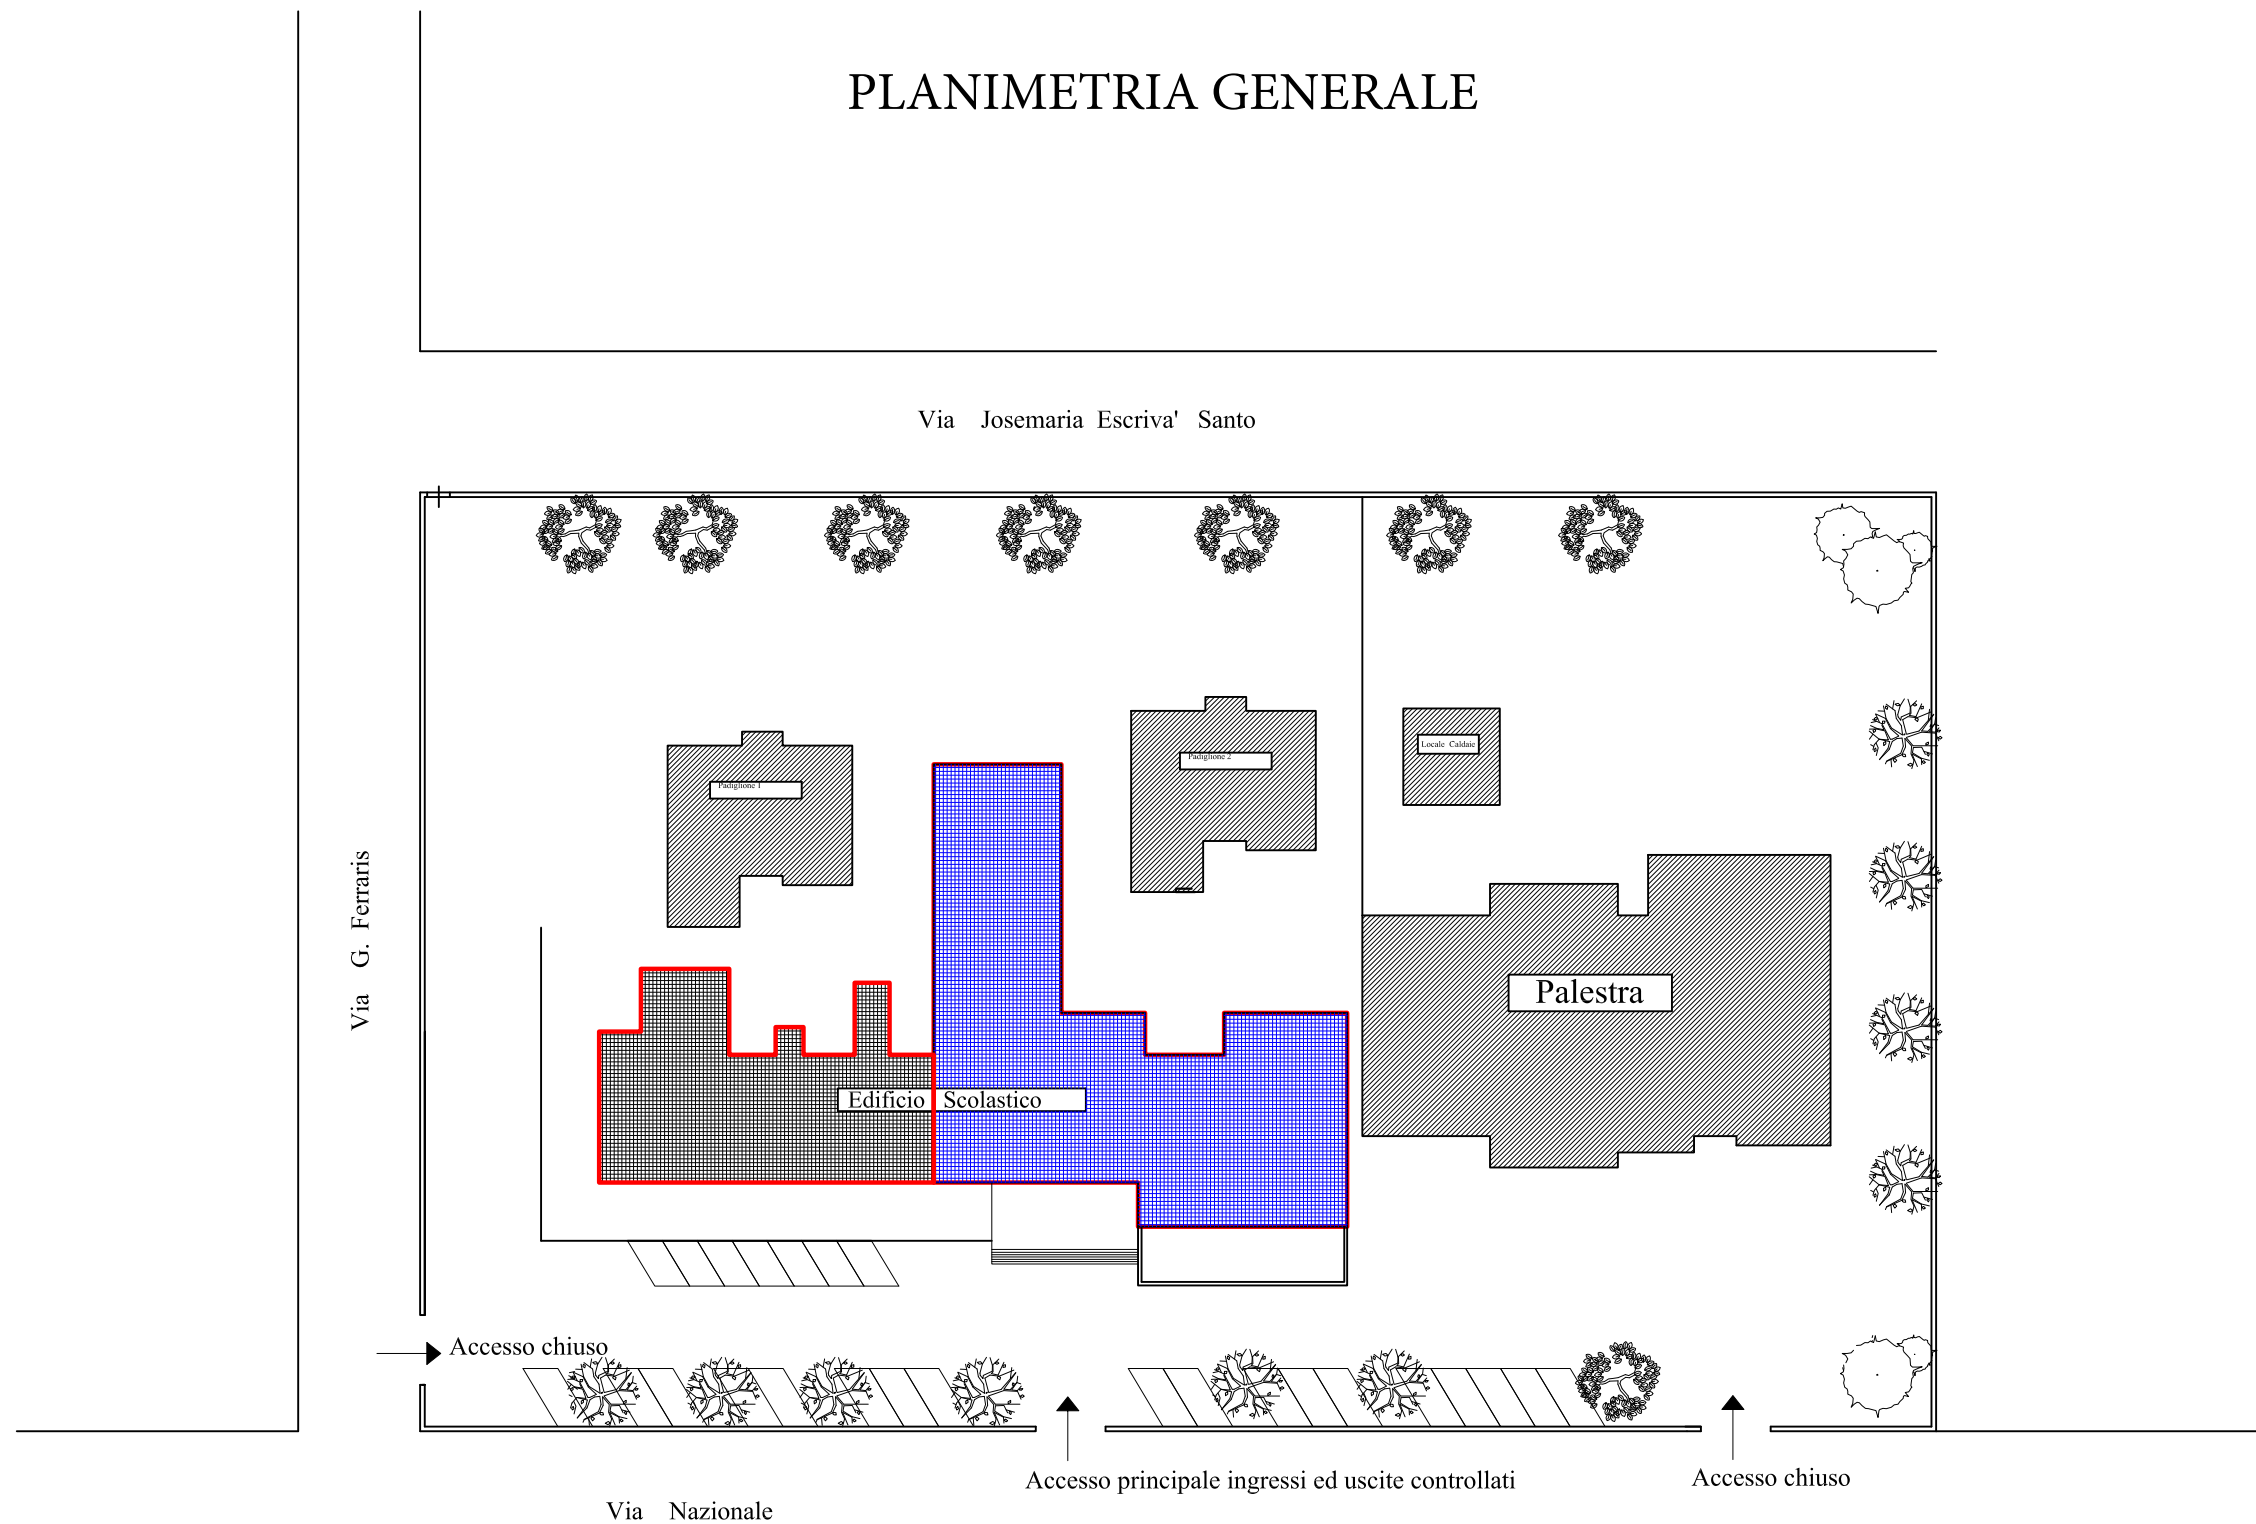 PLANIMETRIA GENERALE
Via Josemaria Escriva' Santo
Padiglione 2
Locale Caldaie
Padiglione 1
Via G. Ferraris
Palestra
Edificio Scolastico
Accesso chiuso
Accesso principale ingressi ed uscite controllati
Accesso chiuso
Via Nazionale